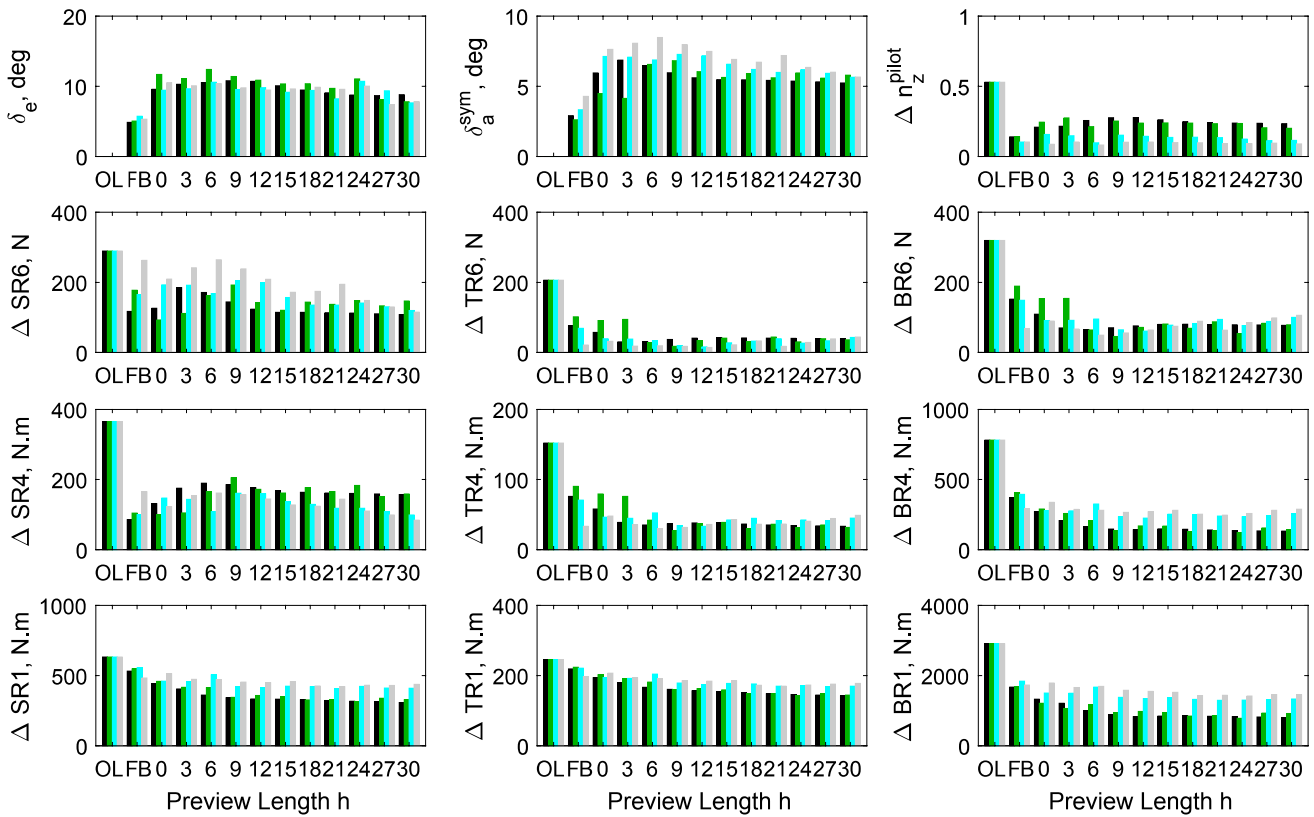 δe, deg
20
10
0
OL FB 0 3 6 9 12 15 18 21 24 27 30
δa^sym, deg
10
5
0
OL FB 0 3 6 9 12 15 18 21 24 27 30
Δ nz^pilot
1
0.5
0
OL FB 0 3 6 9 12 15 18 21 24 27 30
Δ SR6, N
400
200
0
OL FB 0 3 6 9 12 15 18 21 24 27 30
Δ TR6, N
400
200
0
OL FB 0 3 6 9 12 15 18 21 24 27 30
Δ BR6, N
400
200
0
OL FB 0 3 6 9 12 15 18 21 24 27 30
Δ SR4, N.m
400
200
0
OL FB 0 3 6 9 12 15 18 21 24 27 30
Δ TR4, N.m
200
100
0
OL FB 0 3 6 9 12 15 18 21 24 27 30
Δ BR4, N.m
1000
500
0
OL FB 0 3 6 9 12 15 18 21 24 27 30
Δ SR1, N.m
1000
500
0
OL FB 0 3 6 9 12 15 18 21 24 27 30
Preview Length h
Δ TR1, N.m
400
200
0
OL FB 0 3 6 9 12 15 18 21 24 27 30
Preview Length h
Δ BR1, N.m
4000
2000
0
OL FB 0 3 6 9 12 15 18 21 24 27 30
Preview Length h